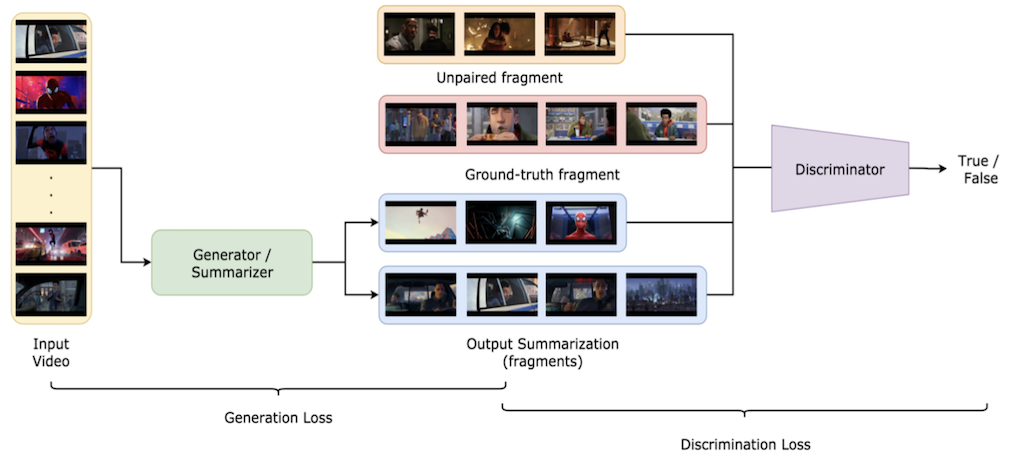 Unpaired fragment
Ground-truth fragment
Discriminator
True /
False
Generator /
Summarizer
Input
Video
Output Summarization
(fragments)
Generation Loss
Discrimination Loss